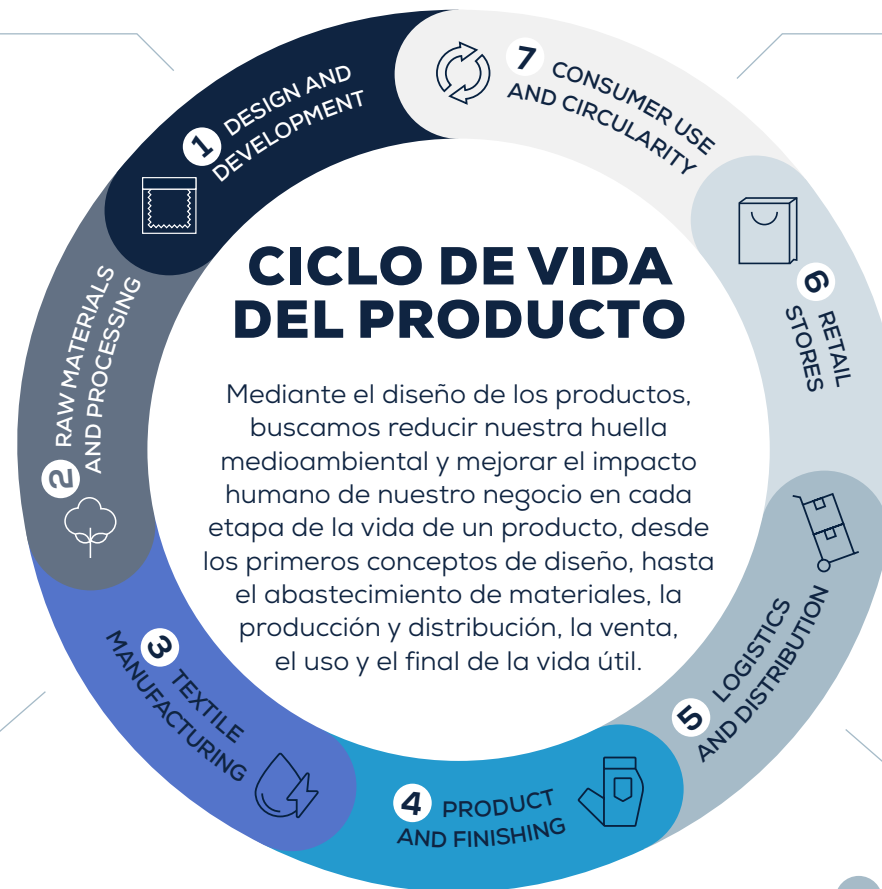 CICLO DE VIDA
DEL PRODUCTO
Mediante el diseño de los productos,
buscamos reducir nuestra huella
medioambiental y mejorar el impacto
humano de nuestro negocio en cada
etapa de la vida de un producto, desde
los primeros conceptos de diseño, hasta
el abastecimiento de materiales, la
producción y distribución, la venta,
el uso y el final de la vida útil.
1 DESIGN AND
DEVELOPMENT
2 RAW MATERIALS
AND PROCESSING
3 TEXTILE
MANUFACTURING
4 PRODUCT
AND FINISHING
5 LOGISTICS
AND DISTRIBUTION
6 RETAIL
STORES
7 CONSUMER USE
AND CIRCULARITY